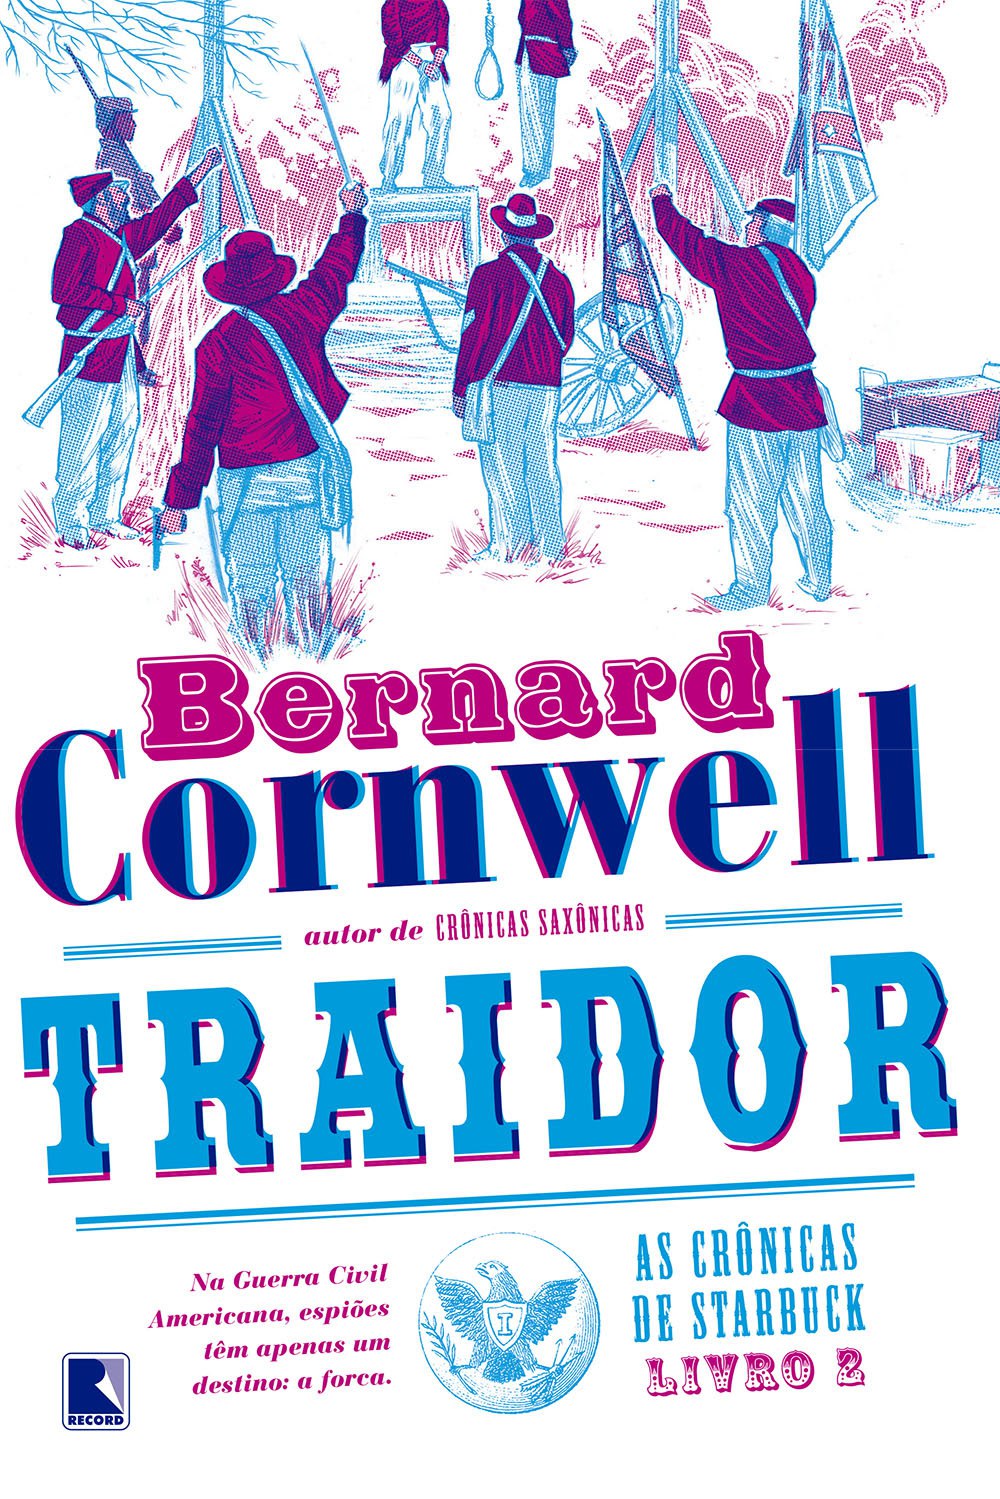 Bernard
Cornwell
autor de CRÔNICAS SAXÔNICAS
TRAIDOR
Na Guerra Civil
Americana, espiões
têm apenas um
destino: a forca.
I
AS CRÔNICAS
DE STARBUCK
LIVRO 2
R
RECORD